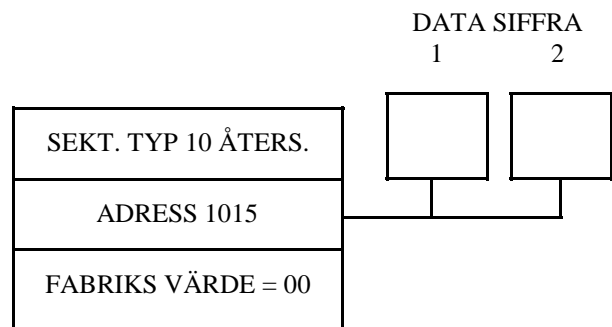 DATA SIFFRA
1 2
SEKT. TYP 10 ÅTERS.
ADRESS 1015
FABRIKS VÄRDE = 00